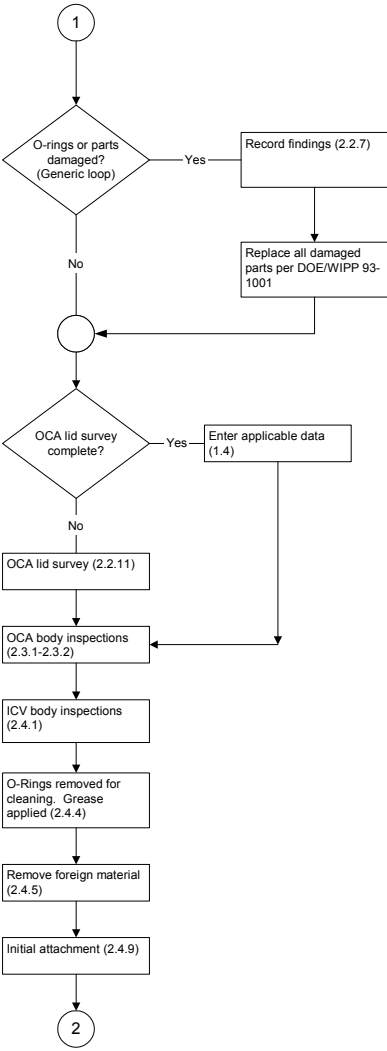 1
O-rings or parts
damaged?
(Generic loop)
Yes
Record findings (2.2.7)
No
Replace all damaged
parts per DOE/WIPP 93-
1001
OCA lid survey
complete?
Yes
Enter applicable data
(1.4)
No
OCA lid survey (2.2.11)
OCA body inspections
(2.3.1-2.3.2)
ICV body inspections
(2.4.1)
O-Rings removed for
cleaning.  Grease
applied (2.4.4)
Remove foreign material
(2.4.5)
Initial attachment (2.4.9)
2